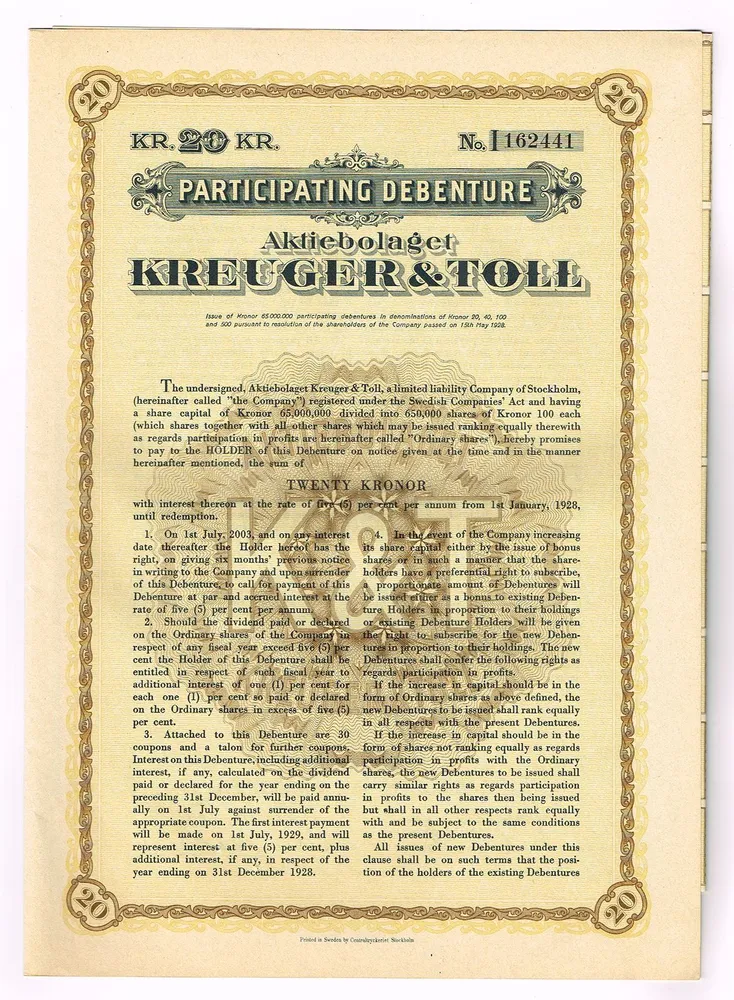 20
20
KR. 20 KR.
No. I 162441
PARTICIPATING DEBENTURE
Aktiebolaget
KREUGER & TOLL
Issue of Kronor 65000.000 participating debentures in denominations of Kronor 20, 40, 100
and 500 pursuant to resolution of the shareholders of the Company passed on 15th May 1928.
The undersigned, Aktiebolaget Kreuger & Toll, a limited liability Company of Stockholm,
(hereinafter called "the Company") registered under the Swedish Companies' Act and having
a share capital of Kronor 65,000,000 divided into 650,000 shares of Kronor 100 each
(which shares together with all other shares which may be issued ranking equally therewith
as regards participation in profits are hereinafter called "Ordinary shares"), hereby promises
to pay to the HOLDER of this Debenture on notice given at the time and in the manner
hereinafter mentioned, the sum of
TWENTY KRONOR
with interest thereon at the rate of five (5) per cent per annum from 1st January, 1928,
until redemption.
1. On 1st July, 2003, and on any interest
date thereafter the Holder hereof has the
right, on giving six months' previous notice
in writing to the Company and upon surrender
of this Debenture, to call for payment of this
Debenture at par and accrued interest at the
rate of five (5) per cent per annum.
2. Should the dividend paid or declared
on the Ordinary shares of the Company in
respect of any fiscal year exceed five (5) per
cent the Holder of this Debenture shall be
entitled in respect of such fiscal year to
additional interest of one (1) per cent for
each one (1) per cent so paid or declared
on the Ordinary shares in excess of five (5)
per cent.
3. Attached to this Debenture are 30
coupons and a talon for further coupons.
Interest on this Debenture, including additional
interest, if any, calculated on the dividend
paid or declared for the year ending on the
preceding 31st December, will be paid annu-
ally on 1st July against surrender of the
appropriate coupon. The first interest payment
will be made on 1st July, 1929, and will
represent interest at five (5) per cent, plus
additional interest, if any, in respect of the
year ending on 31st December 1928.
4. In the event of the Company increasing
its share capital either by the issue of bonus
shares or in such a manner that the share-
holders have a preferential right to subscribe,
a proportionate amount of Debentures will
be issued either as a bonus to existing Deben-
ture Holders in proportion to their holdings
or existing Debenture Holders will be given
the right to subscribe for the new Deben-
tures in proportion to their holdings. The new
Debentures shall confer the following rights as
regards participation in profits.
If the increase in capital should be in the
form of Ordinary shares as above defined, the
new Debentures to be issued shall rank equally
in all respects with the present Debentures.
If the increase in capital should be in the
form of shares not ranking equally as regards
participation in profits with the Ordinary
shares, the new Debentures to be issued shall
carry similar rights as regards participation
in profits to the shares then being issued
but shall in all other respects rank equally
with and be subject to the same conditions
as the present Debentures.
All issues of new Debentures under this
clause shall be on such terms that the posi-
tion of the holders of the existing Debentures
K&T
20
20
Printed in Sweden by Centraltryckeriet Stockholm